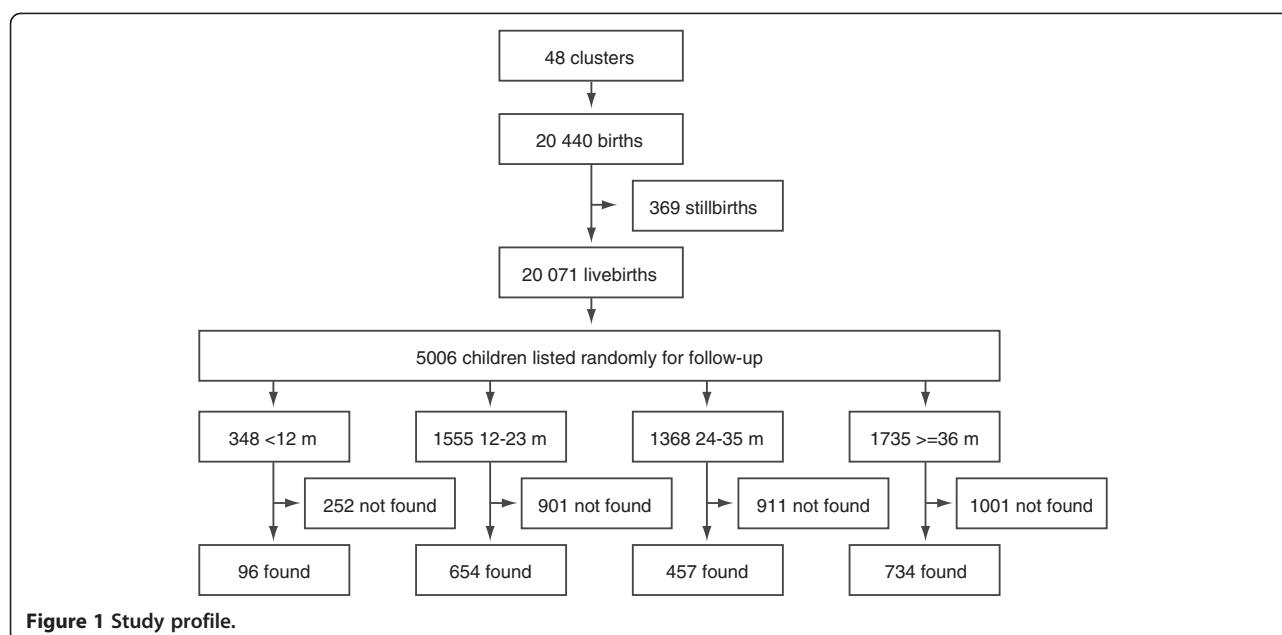 48 clusters
20 440 births
369 stillbirths
20 071 livebirths
5006 children listed randomly for follow-up
348 <12 m
1555 12-23 m
1368 24-35 m
1735 >=36 m
252 not found
901 not found
911 not found
1001 not found
96 found
654 found
457 found
734 found
Figure 1 Study profile.